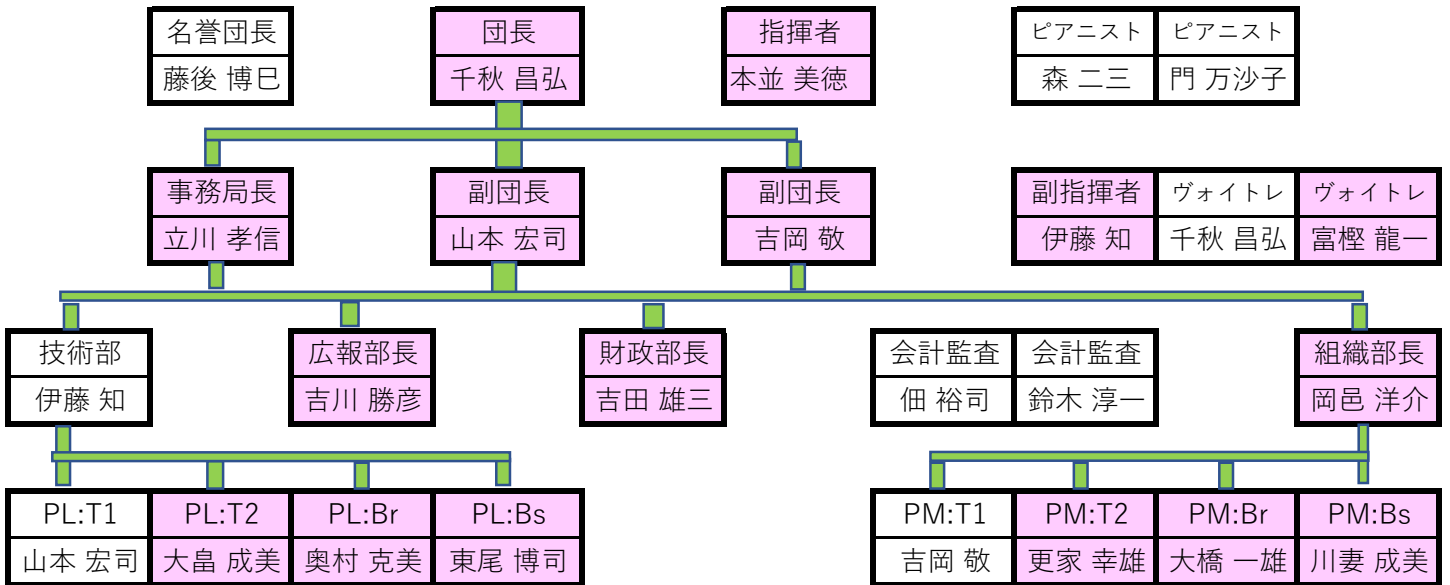 名誉団長 団長 指揮者 ピアニスト ピアニスト
藤後 博巳 千秋 昌弘 本並 美徳 森 二三 門 万沙子
事務局長 副団長 副団長 副指揮者 ヴォイトレ ヴォイトレ
立川 孝信 山本 宏司 吉岡 敬 伊藤 知 千秋 昌弘 富樫 龍一
技術部 広報部長 財政部長 会計監査 会計監査 組織部長
伊藤 知 吉川 勝彦 吉田 雄三 佃 裕司 鈴木 淳一 岡邑 洋介
PL:T1 PL:T2 PL:Br PL:Bs PM:T1 PM:T2 PM:Br PM:Bs
山本 宏司 大畠 成美 奥村 克美 東尾 博司 吉岡 敬 更家 幸雄 大橋 一雄 川妻 成美